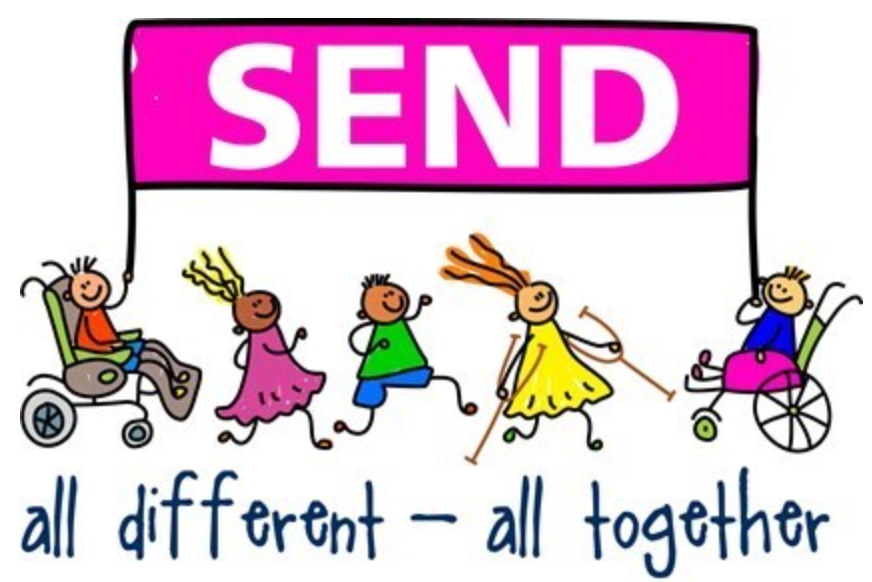 SEND
all different – all together